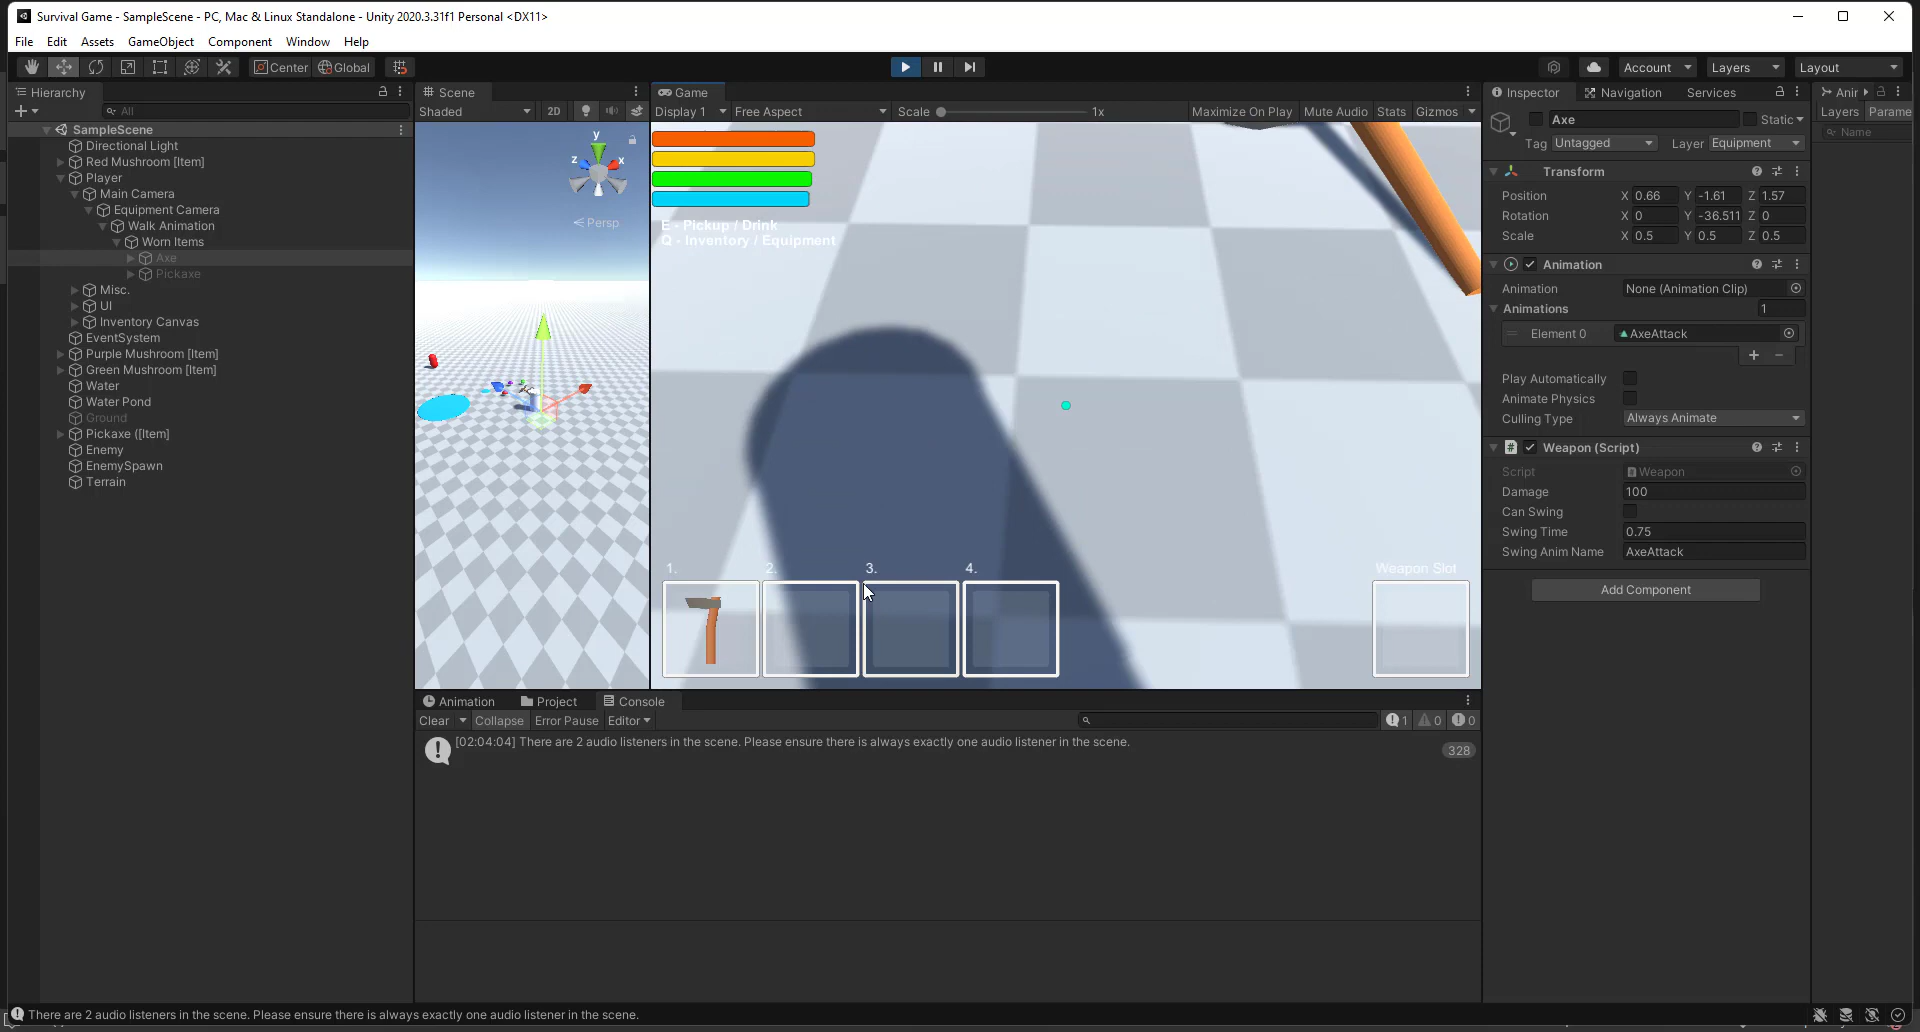 Survival Game - SampleScene - PC, Mac & Linux Standalone - Unity 2020.3.31f1 Personal <DX11>
File Edit Assets GameObject Component Window Help
Center Global Account Layers Layout
Hierarchy
All
SampleScene
Directional Light
Red Mushroom [Item]
Player
Main Camera
Equipment Camera
Walk Animation
Worn Items
Axe
Pickaxe
Misc.
UI
Inventory Canvas
EventSystem
Purple Mushroom [Item]
Green Mushroom [Item]
Water
Water Pond
Ground
Pickaxe ([Item]
Enemy
EnemySpawn
Terrain
Scene
Shaded 2D
y
z x
Persp
Game
Display 1 Free Aspect Scale 1x Maximize On Play Mute Audio Stats Gizmos
E - Pickup / Drink
Q - Inventory / Equipment
1. 2. 3. 4. Weapon Slot
Animation Project Console
Clear Collapse Error Pause Editor 1 0 0
[02:04:04] There are 2 audio listeners in the scene. Please ensure there is always exactly one audio listener in the scene.
328
Inspector Navigation Services
Axe Static
Tag Untagged Layer Equipment
Transform
Position X 0.66 Y -1.61 Z 1.57
Rotation X 0 Y -36.511 Z 0
Scale X 0.5 Y 0.5 Z 0.5
Animation
Animation None (Animation Clip)
Animations 1
Element 0 AxeAttack
Play Automatically
Animate Physics
Culling Type Always Animate
Weapon (Script)
Script Weapon
Damage 100
Can Swing
Swing Time 0.75
Swing Anim Name AxeAttack
Add Component
Anir
Layers Parame
Name
There are 2 audio listeners in the scene. Please ensure there is always exactly one audio listener in the scene.